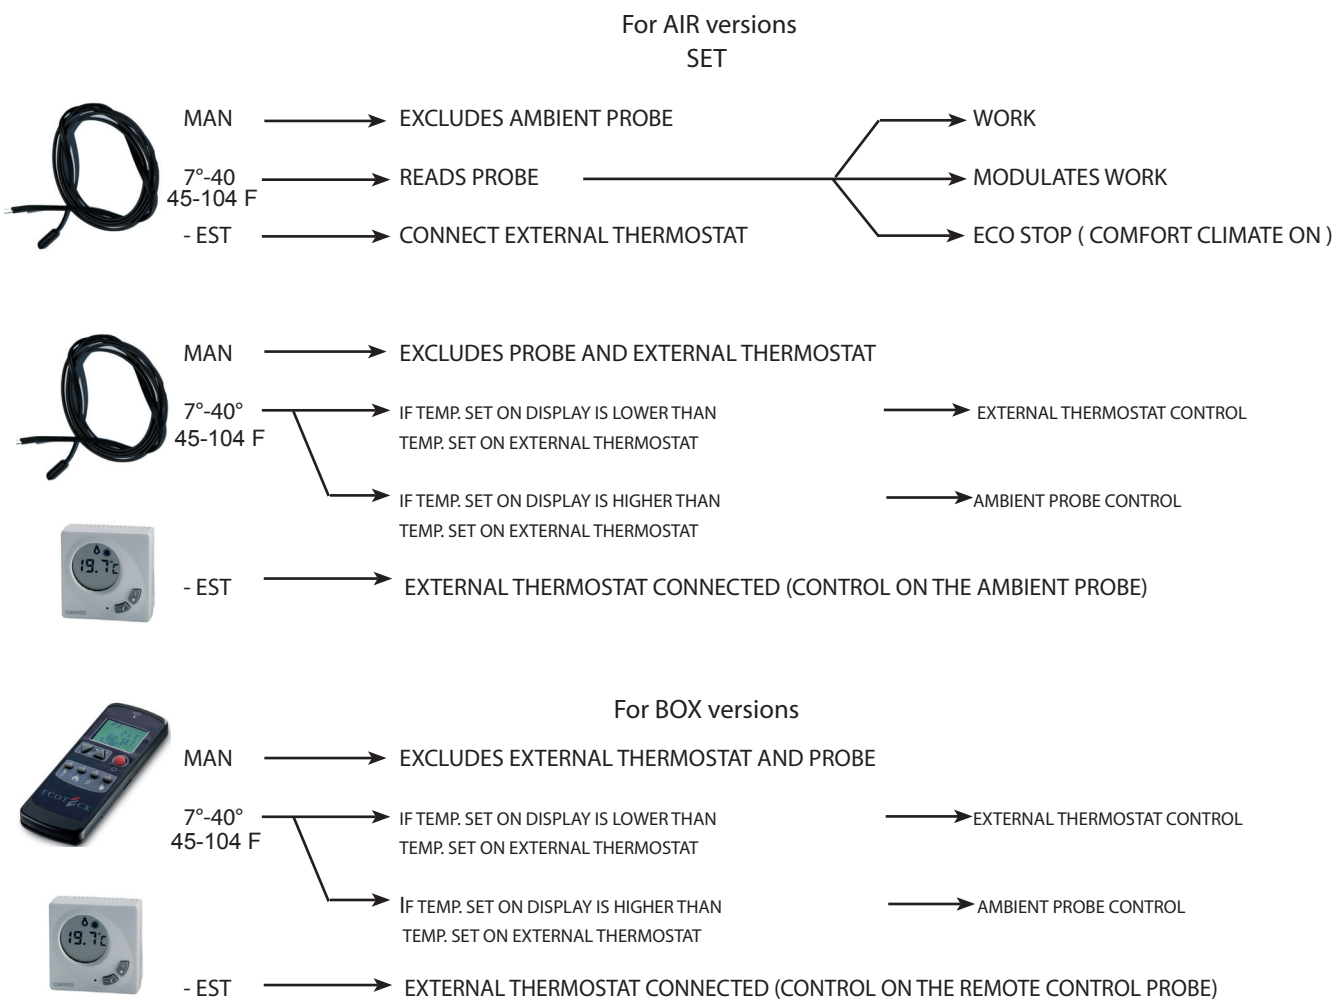 For AIR versions
SET
MAN EXCLUDES AMBIENT PROBE WORK
7°-40 READS PROBE MODULATES WORK
45-104 F
- EST CONNECT EXTERNAL THERMOSTAT ECO STOP ( COMFORT CLIMATE ON )
MAN EXCLUDES PROBE AND EXTERNAL THERMOSTAT
7°-40° IF TEMP. SET ON DISPLAY IS LOWER THAN EXTERNAL THERMOSTAT CONTROL
45-104 F TEMP. SET ON EXTERNAL THERMOSTAT
IF TEMP. SET ON DISPLAY IS HIGHER THAN AMBIENT PROBE CONTROL
TEMP. SET ON EXTERNAL THERMOSTAT
19.7°c
- EST EXTERNAL THERMOSTAT CONNECTED (CONTROL ON THE AMBIENT PROBE)
For BOX versions
MAN EXCLUDES EXTERNAL THERMOSTAT AND PROBE
ECOTECK
7°-40° IF TEMP. SET ON DISPLAY IS LOWER THAN EXTERNAL THERMOSTAT CONTROL
45-104 F TEMP. SET ON EXTERNAL THERMOSTAT
IF TEMP. SET ON DISPLAY IS HIGHER THAN AMBIENT PROBE CONTROL
TEMP. SET ON EXTERNAL THERMOSTAT
19.7°c
- EST EXTERNAL THERMOSTAT CONNECTED (CONTROL ON THE REMOTE CONTROL PROBE)